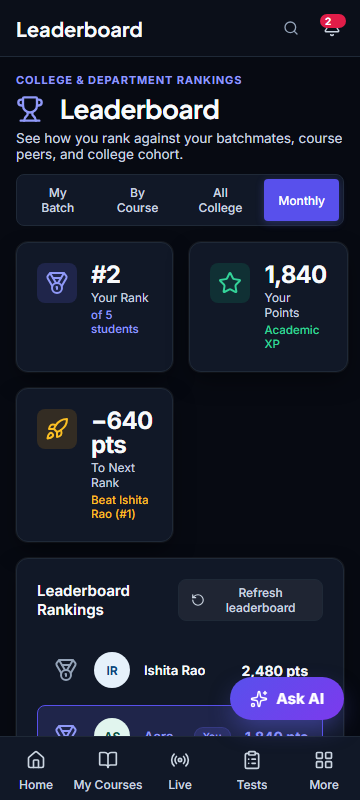 Leaderboard
2
COLLEGE & DEPARTMENT RANKINGS
Leaderboard
See how you rank against your batchmates, course
peers, and college cohort.
My
Batch
By
Course
All
College
Monthly
#2
Your Rank
of 5
students
1,840
Your
Points
Academic
XP
−640
pts
To Next
Rank
Beat Ishita
Rao (#1)
Leaderboard
Rankings
Refresh
leaderboard
IR
Ishita Rao
2,480 pts
Ask AI
AS
You
1,840 pts
Home
My Courses
Live
Tests
More